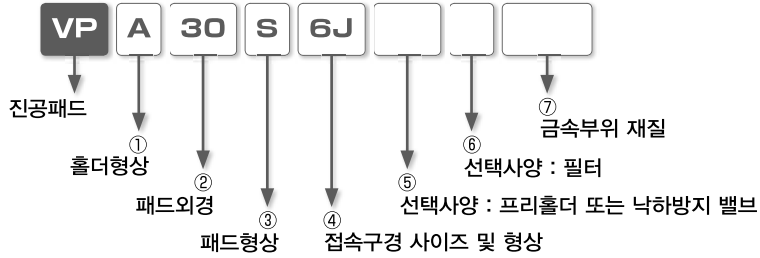 VP A 30 S 6J
진공패드
① 홀더형상
② 패드외경
③ 패드형상
④ 접속구경 사이즈 및 형상
⑤ 선택사양 : 프리홀더 또는 낙하방지 밸브
⑥ 선택사양 : 필터
⑦ 금속부위 재질